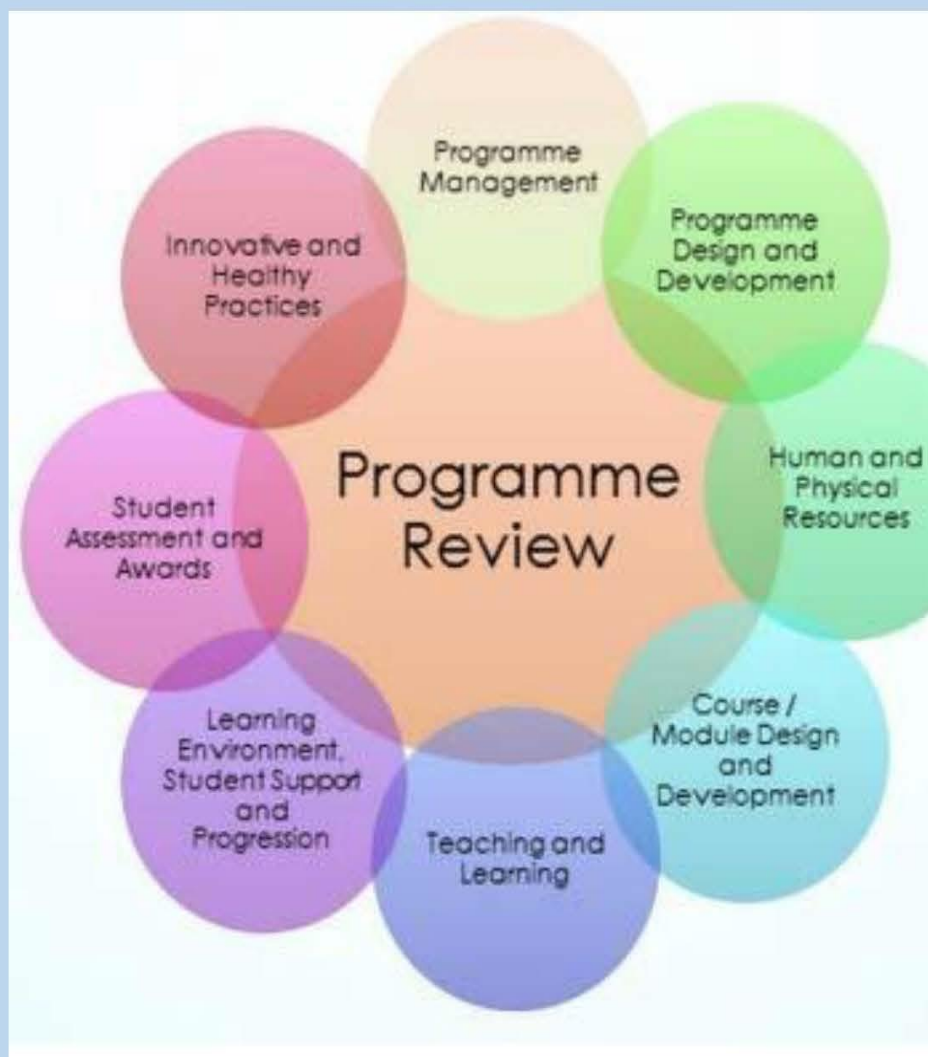 Programme
Management
Programme
Design and
Development
Human and
Physical
Resources
Course /
Module Design
and
Development
Teaching and
Learning
Learning
Environment,
Student Support
and
Progression
Student
Assessment and
Awards
Innovative and
Healthy
Practices
Programme
Review